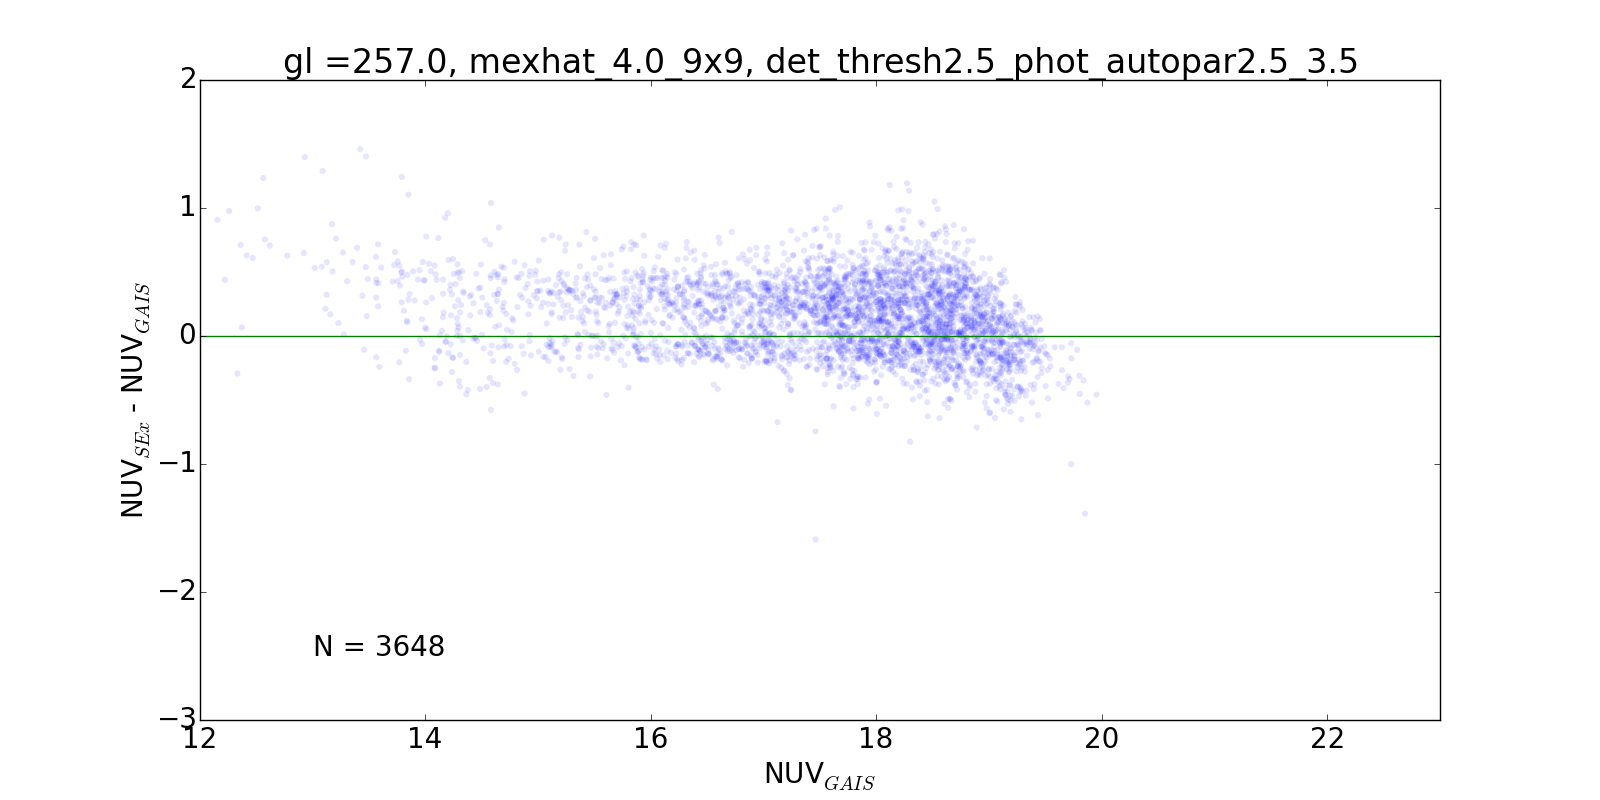 gl =257.0, mexhat_4.0_9x9, det_thresh2.5_phot_autopar2.5_3.5
2
1
0
−1
−2
−3
NUV_SEx - NUV_GAIS
N = 3648
12 14 16 18 20 22
NUV_GAIS